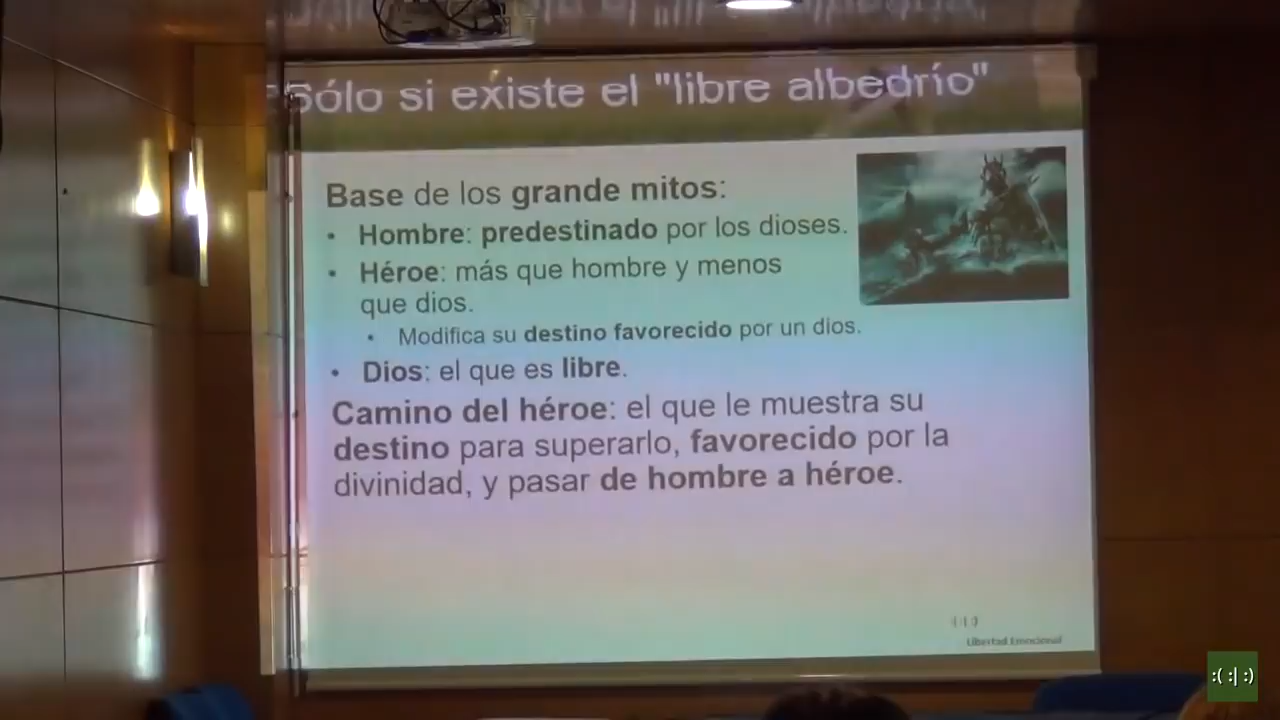 Sólo si existe el "libre albedrío"
Base de los grande mitos:
• Hombre: predestinado por los dioses.
• Héroe: más que hombre y menos
que dios.
• Modifica su destino favorecido por un dios.
• Dios: el que es libre.
Camino del héroe: el que le muestra su
destino para superarlo, favorecido por la
divinidad, y pasar de hombre a héroe.
:( :| :)
Libertad Emocional
:( :| :)